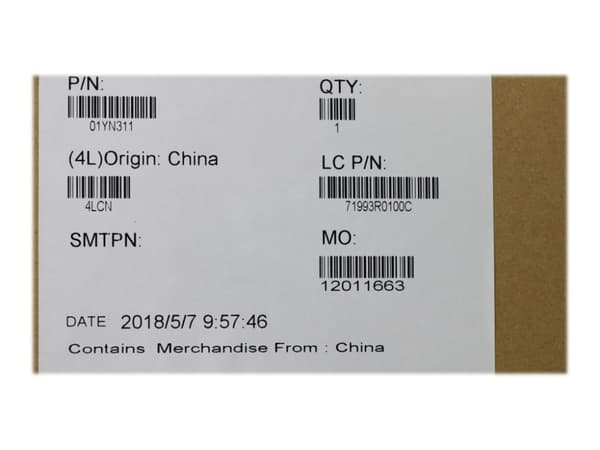 P/N:
QTY:
01YN311
1
(4L)Origin: China
LC P/N:
4LCN
71993R0100C
SMTPN:
MO:
12011663
DATE 2018/5/7 9:57:46
Contains Merchandise From : China